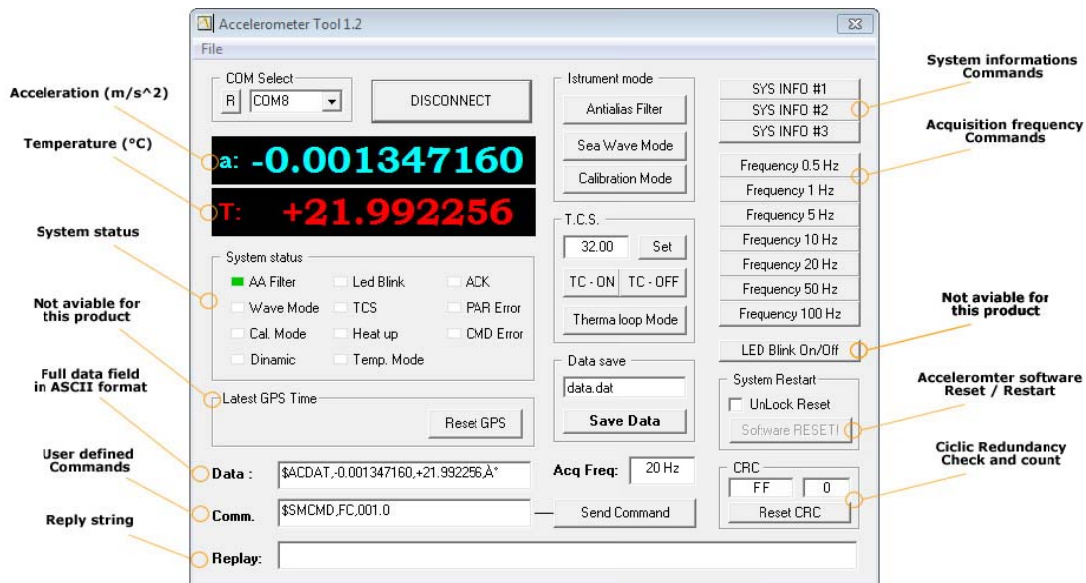 Accelerometer Tool 1.2
File
Acceleration (m/s^2)
Temperature (°C)
System status
Not aviable for
this product
Full data field
in ASCII format
User defined
Commands
Reply string
COM Select
R COM8
DISCONNECT
a: -0.001347160
T: +21.992256
System status
AA Filter Led Blink ACK
Wave Mode TCS PAR Error
Cal. Mode Heat up CMD Error
Dinamic Temp. Mode
Latest GPS Time
Reset GPS
Data : $ACDAT,-0.001347160,+21.992256,À*
Comm. $SMCMD,FC,001.0
Replay:
Istrument mode
Antialias Filter
Sea Wave Mode
Calibration Mode
T.C.S.
32.00 Set
TC - ON TC - OFF
Therma loop Mode
Data save
data.dat
Save Data
Acq Freq: 20 Hz
Send Command
SYS INFO #1
SYS INFO #2
SYS INFO #3
Frequency 0.5 Hz
Frequency 1 Hz
Frequency 5 Hz
Frequency 10 Hz
Frequency 20 Hz
Frequency 50 Hz
Frequency 100 Hz
LED Blink On/Off
System Restart
UnLock Reset
Software RESET!
CRC
FF 0
Reset CRC
System informations
Commands
Acquisition frequency
Commands
Not aviable for
this product
Acceleromter software
Reset / Restart
Ciclic Redundancy
Check and count